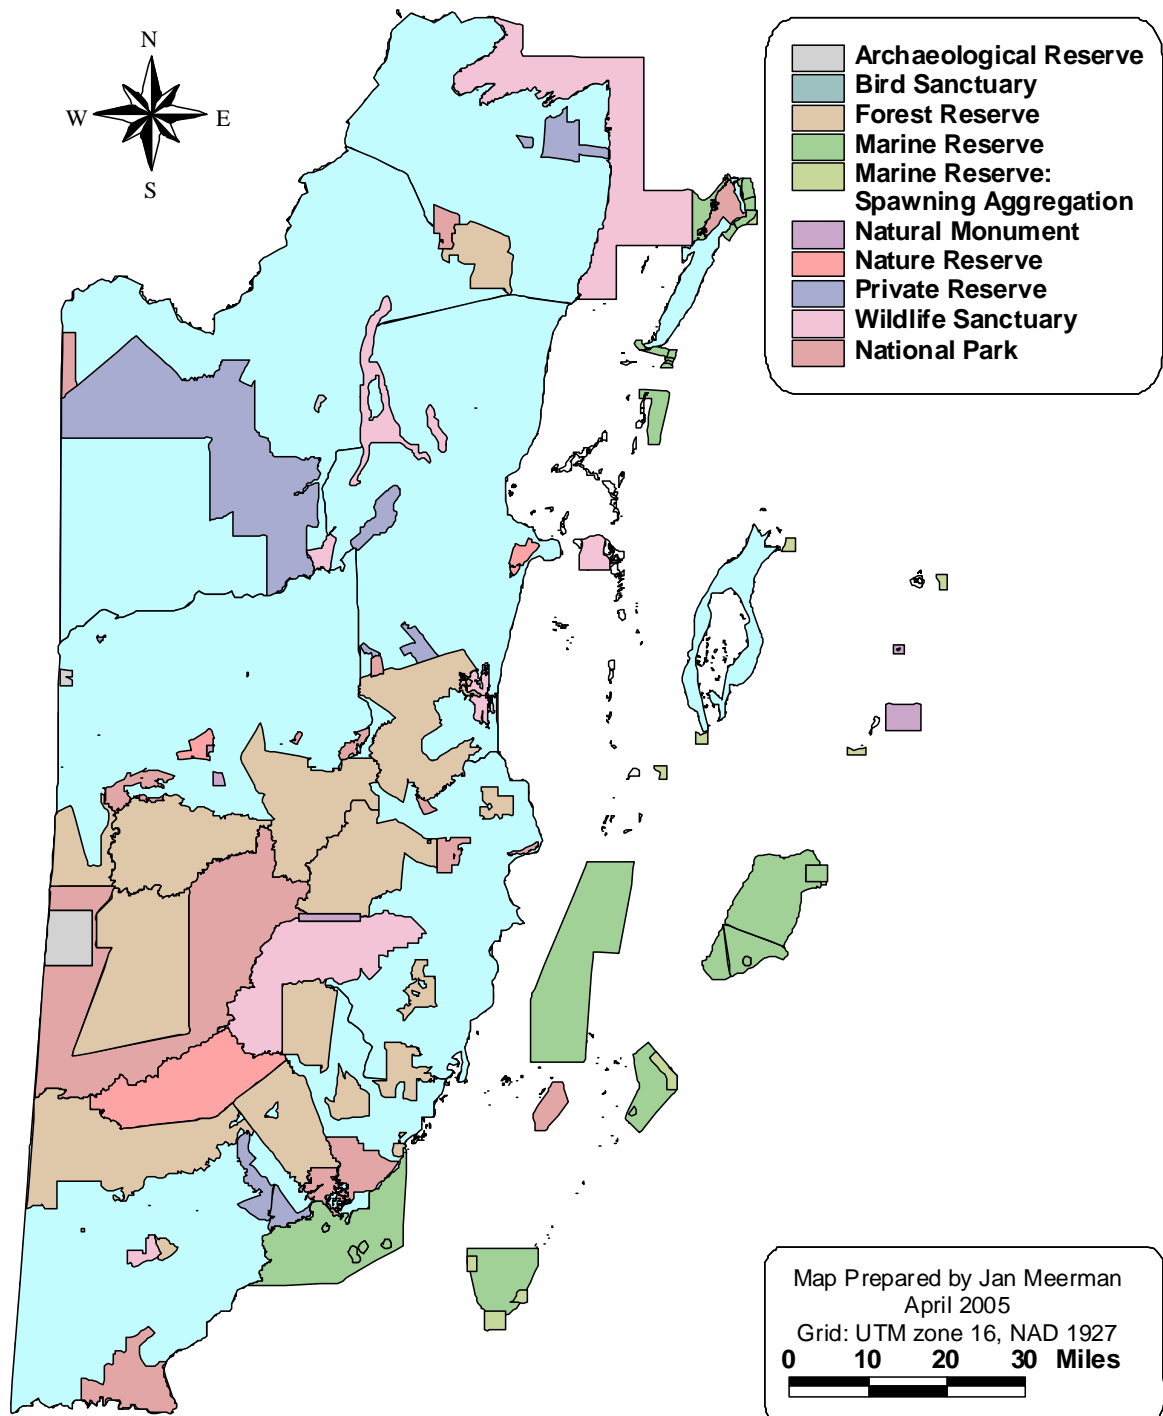 N
W E
S
Archaeological Reserve
Bird Sanctuary
Forest Reserve
Marine Reserve
Marine Reserve:
Spawning Aggregation
Natural Monument
Nature Reserve
Private Reserve
Wildlife Sanctuary
National Park
Map Prepared by Jan Meerman
April 2005
Grid: UTM zone 16, NAD 1927
0 10 20 30 Miles